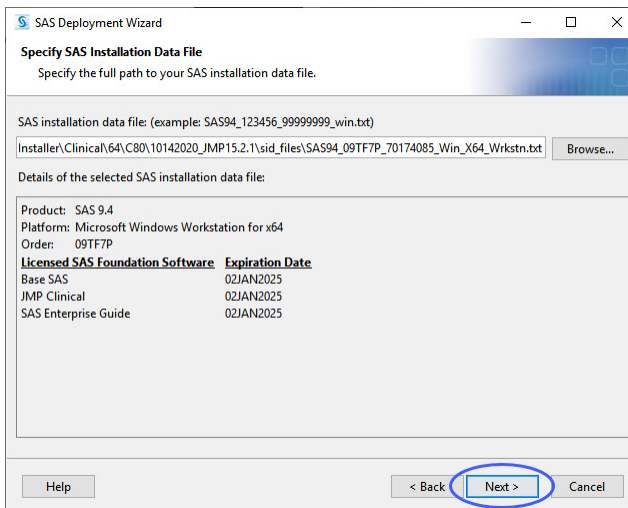 SAS Deployment Wizard
Specify SAS Installation Data File
Specify the full path to your SAS installation data file.
SAS installation data file: (example: SAS94_123456_99999999_win.txt)
Installer\Clinical\64\C80\10142020_JMP15.2.1\sid_files\SAS94_09TF7P_70174085_Win_X64_Wrkstn.txt Browse...
Details of the selected SAS installation data file:
Product: SAS 9.4
Platform: Microsoft Windows Workstation for x64
Order: 09TF7P
Licensed SAS Foundation Software Expiration Date
Base SAS 02JAN2025
JMP Clinical 02JAN2025
SAS Enterprise Guide 02JAN2025
Help < Back Next > Cancel